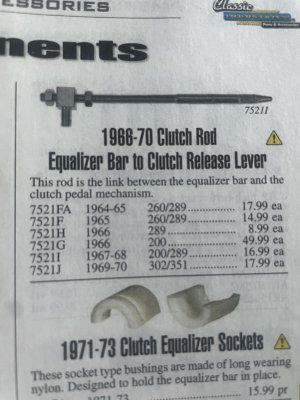 ESSORIES
Classic
nents
7521I
1966-70 Clutch Rod
Equalizer Bar to Clutch Release Lever
This rod is the link between the equalizer bar and the
clutch pedal mechanism.
7521FA 1964-65 260/289 ............... 17.99 ea
7521F 1965 260/289 ............... 14.99 ea
7521H 1966 289 ....................... 8.99 ea
7521G 1966 200 ..................... 49.99 ea
7521I 1967-68 200/289 ............... 16.99 ea
7521J 1969-70 302/351 ............... 17.99 ea
1971-73 Clutch Equalizer Sockets
These socket type bushings are made of long wearing
nylon. Designed to hold the equalizer bar in place.
1971-73 15.99 pr